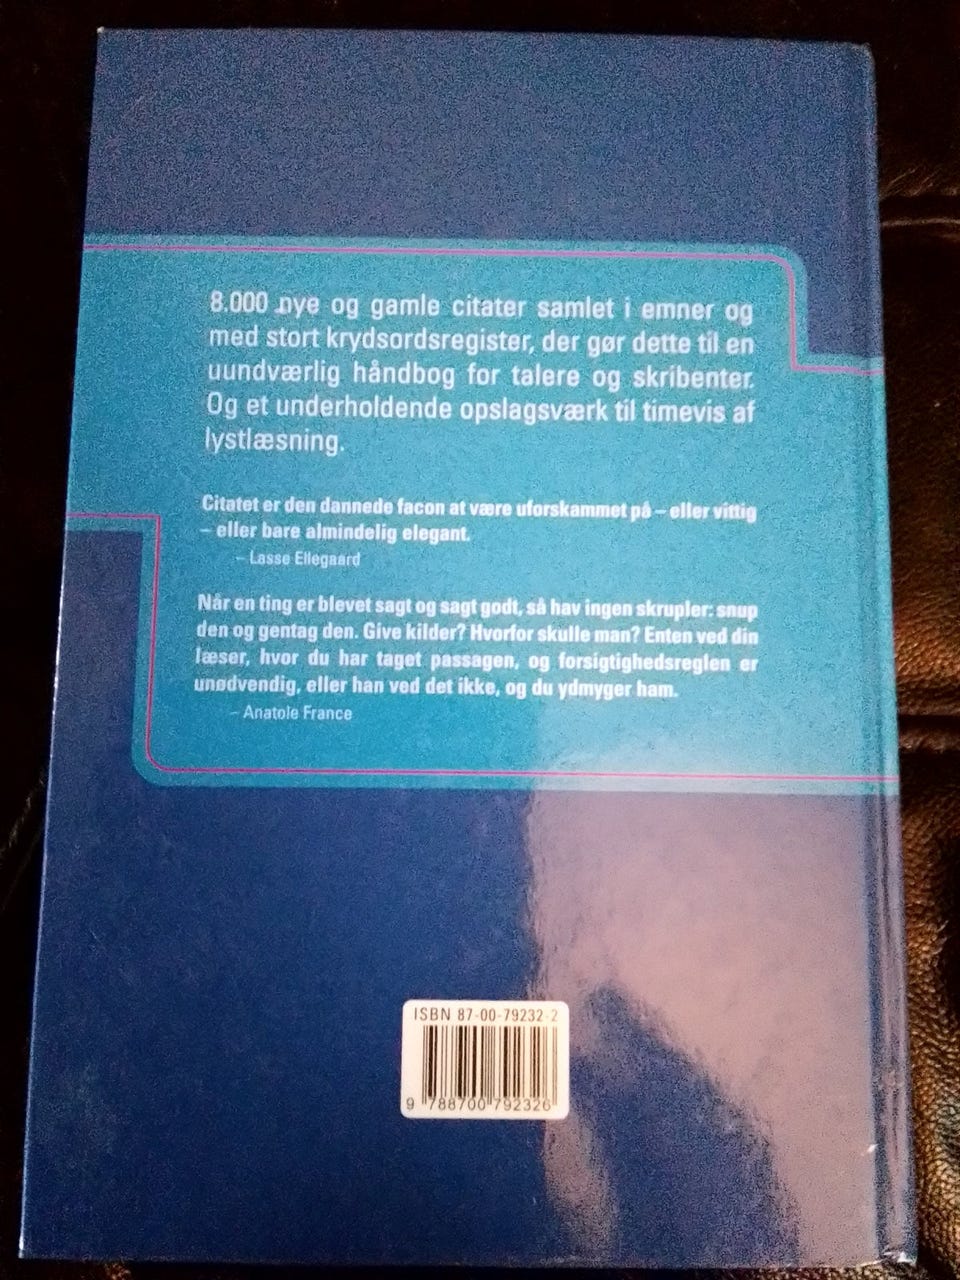 8.000 nye og gamle citater samlet i emner og
med stort krydsordsregister, der gør dette til en
uundværlig håndbog for talere og skribenter.
Og et underholdende opslagsværk til timevis af
lystlæsning.
Citatet er den dannede facon at være uforskammet på – eller vittig
– eller bare almindelig elegant.
– Lasse Ellegaard
Når en ting er blevet sagt og sagt godt, så hav ingen skrupler: snup
den og gentag den. Give kilder? Hvorfor skulle man? Enten ved din
læser, hvor du har taget passagen, og forsigtighedsreglen er
unødvendig, eller han ved det ikke, og du ydmyger ham.
– Anatole France
ISBN 87-00-79232-2
9 788700 792326